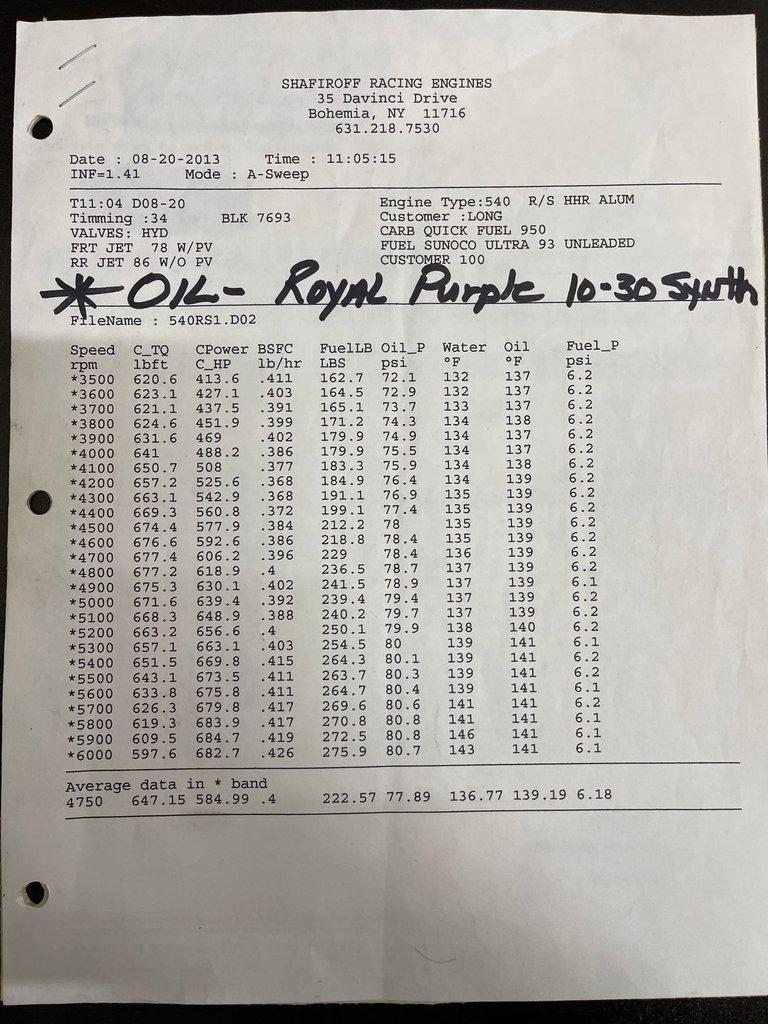 SHAFIROFF RACING ENGINES
35 Davinci Drive
Bohemia, NY 11716
631.218.7530
Date : 08-20-2013 Time : 11:05:15
INF=1.41 Mode : A-Sweep
T11:04 D08-20 Engine Type:540 R/S HHR ALUM
Timming :34 BLK 7693 Customer :LONG
VALVES: HYD CARB QUICK FUEL 950
FRT JET 78 W/PV FUEL SUNOCO ULTRA 93 UNLEADED
RR JET 86 W/O PV CUSTOMER 100
* OIL- ROYAL Purple 10-30 Synth
FileName : 540RS1.D02
Speed C_TQ CPower BSFC FuelLB Oil_P Water Oil Fuel_P
rpm lbft C_HP lb/hr LBS psi °F °F psi
*3500 620.6 413.6 .411 162.7 72.1 132 137 6.2
*3600 623.1 427.1 .403 164.5 72.9 132 137 6.2
*3700 621.1 437.5 .391 165.1 73.7 133 137 6.2
*3800 624.6 451.9 .399 171.2 74.3 134 138 6.2
*3900 631.6 469 .402 179.9 74.9 134 137 6.2
*4000 641 488.2 .386 179.9 75.5 134 137 6.2
*4100 650.7 508 .377 183.3 75.9 134 138 6.2
*4200 657.2 525.6 .368 184.9 76.4 134 139 6.2
*4300 663.1 542.9 .368 191.1 76.9 135 139 6.2
*4400 669.3 560.8 .372 199.1 77.4 135 139 6.2
*4500 674.4 577.9 .384 212.2 78 135 139 6.2
*4600 676.6 592.6 .386 218.8 78.4 135 139 6.2
*4700 677.4 606.2 .396 229 78.4 136 139 6.2
*4800 677.2 618.9 .4 236.5 78.7 137 139 6.2
*4900 675.3 630.1 .402 241.5 78.9 137 139 6.1
*5000 671.6 639.4 .392 239.4 79.4 137 139 6.2
*5100 668.3 648.9 .388 240.2 79.7 137 139 6.2
*5200 663.2 656.6 .4 250.1 79.9 138 140 6.2
*5300 657.1 663.1 .403 254.5 80 139 141 6.1
*5400 651.5 669.8 .415 264.3 80.1 139 141 6.2
*5500 643.1 673.5 .411 263.7 80.3 139 141 6.2
*5600 633.8 675.8 .411 264.7 80.4 139 141 6.1
*5700 626.3 679.8 .417 269.6 80.6 141 141 6.2
*5800 619.3 683.9 .417 270.8 80.8 141 141 6.1
*5900 609.5 684.7 .419 272.5 80.8 146 141 6.1
*6000 597.6 682.7 .426 275.9 80.7 143 141 6.1
Average data in * band
4750 647.15 584.99 .4 222.57 77.89 136.77 139.19 6.18